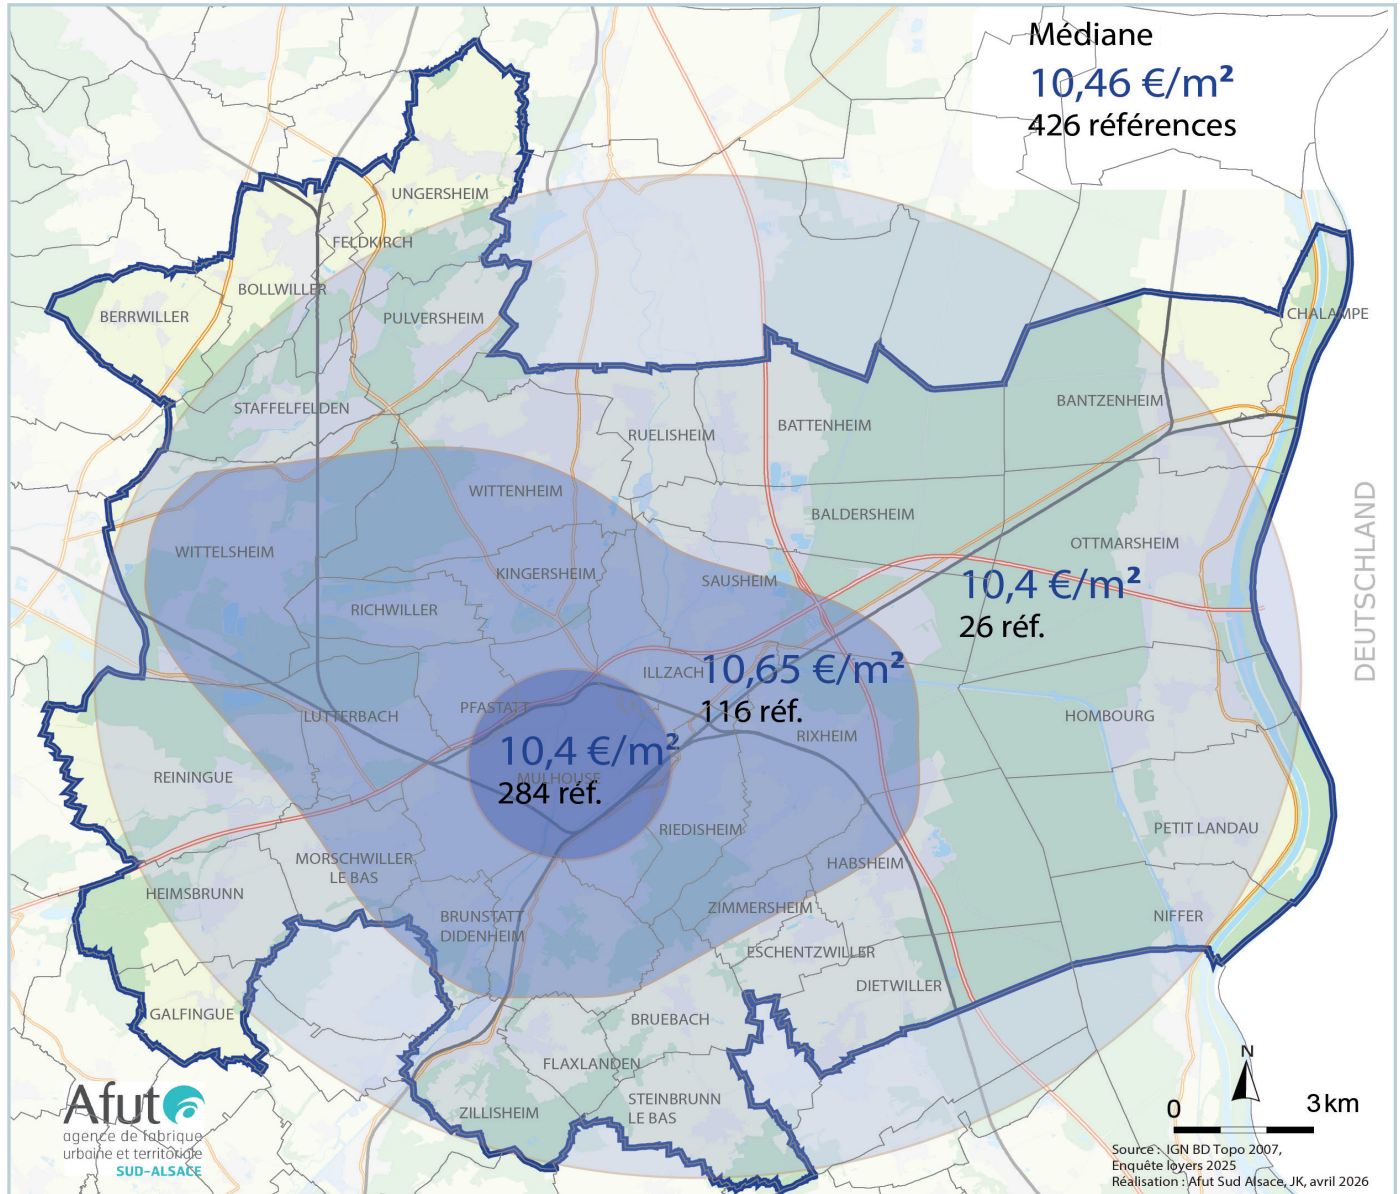 Médiane
10,46 €/m²
426 références
UNGERSHEIM
FELDKIRCH
BOLLWILLER
BERRWILLER
PULVERSHEIM
CHALAMPE
STAFFELFELDEN
BANTZENHEIM
RUELISHEIM
BATTENHEIM
WITTENHEIM
BALDERSHEIM
WITTELSHEIM
OTTMARSHEIM
KINGERSHEIM
SAUSHEIM
10,4 €/m²
26 réf.
RICHWILLER
DEUTSCHLAND
ILLZACH
10,65 €/m²
116 réf.
PFASTATT
LUTTERBACH
HOMBOURG
RIXHEIM
10,4 €/m²
MULHOUSE
284 réf.
REININGUE
RIEDISHEIM
PETIT LANDAU
MORSCHWILLER
LE BAS
HABSHEIM
HEIMSBRUNN
ZIMMERSHEIM
BRUNSTATT
DIDENHEIM
NIFFER
ESCHENTZWILLER
DIETWILLER
GALFINGUE
BRUEBACH
FLAXLANDEN
STEINBRUNN
LE BAS
ZILLISHEIM
N
0 3 km
Afut
agence de fabrique
urbaine et territoriale
SUD-ALSACE
Source : IGN BD Topo 2007,
Enquête loyers 2025
Réalisation : Afut Sud Alsace, JK, avril 2026